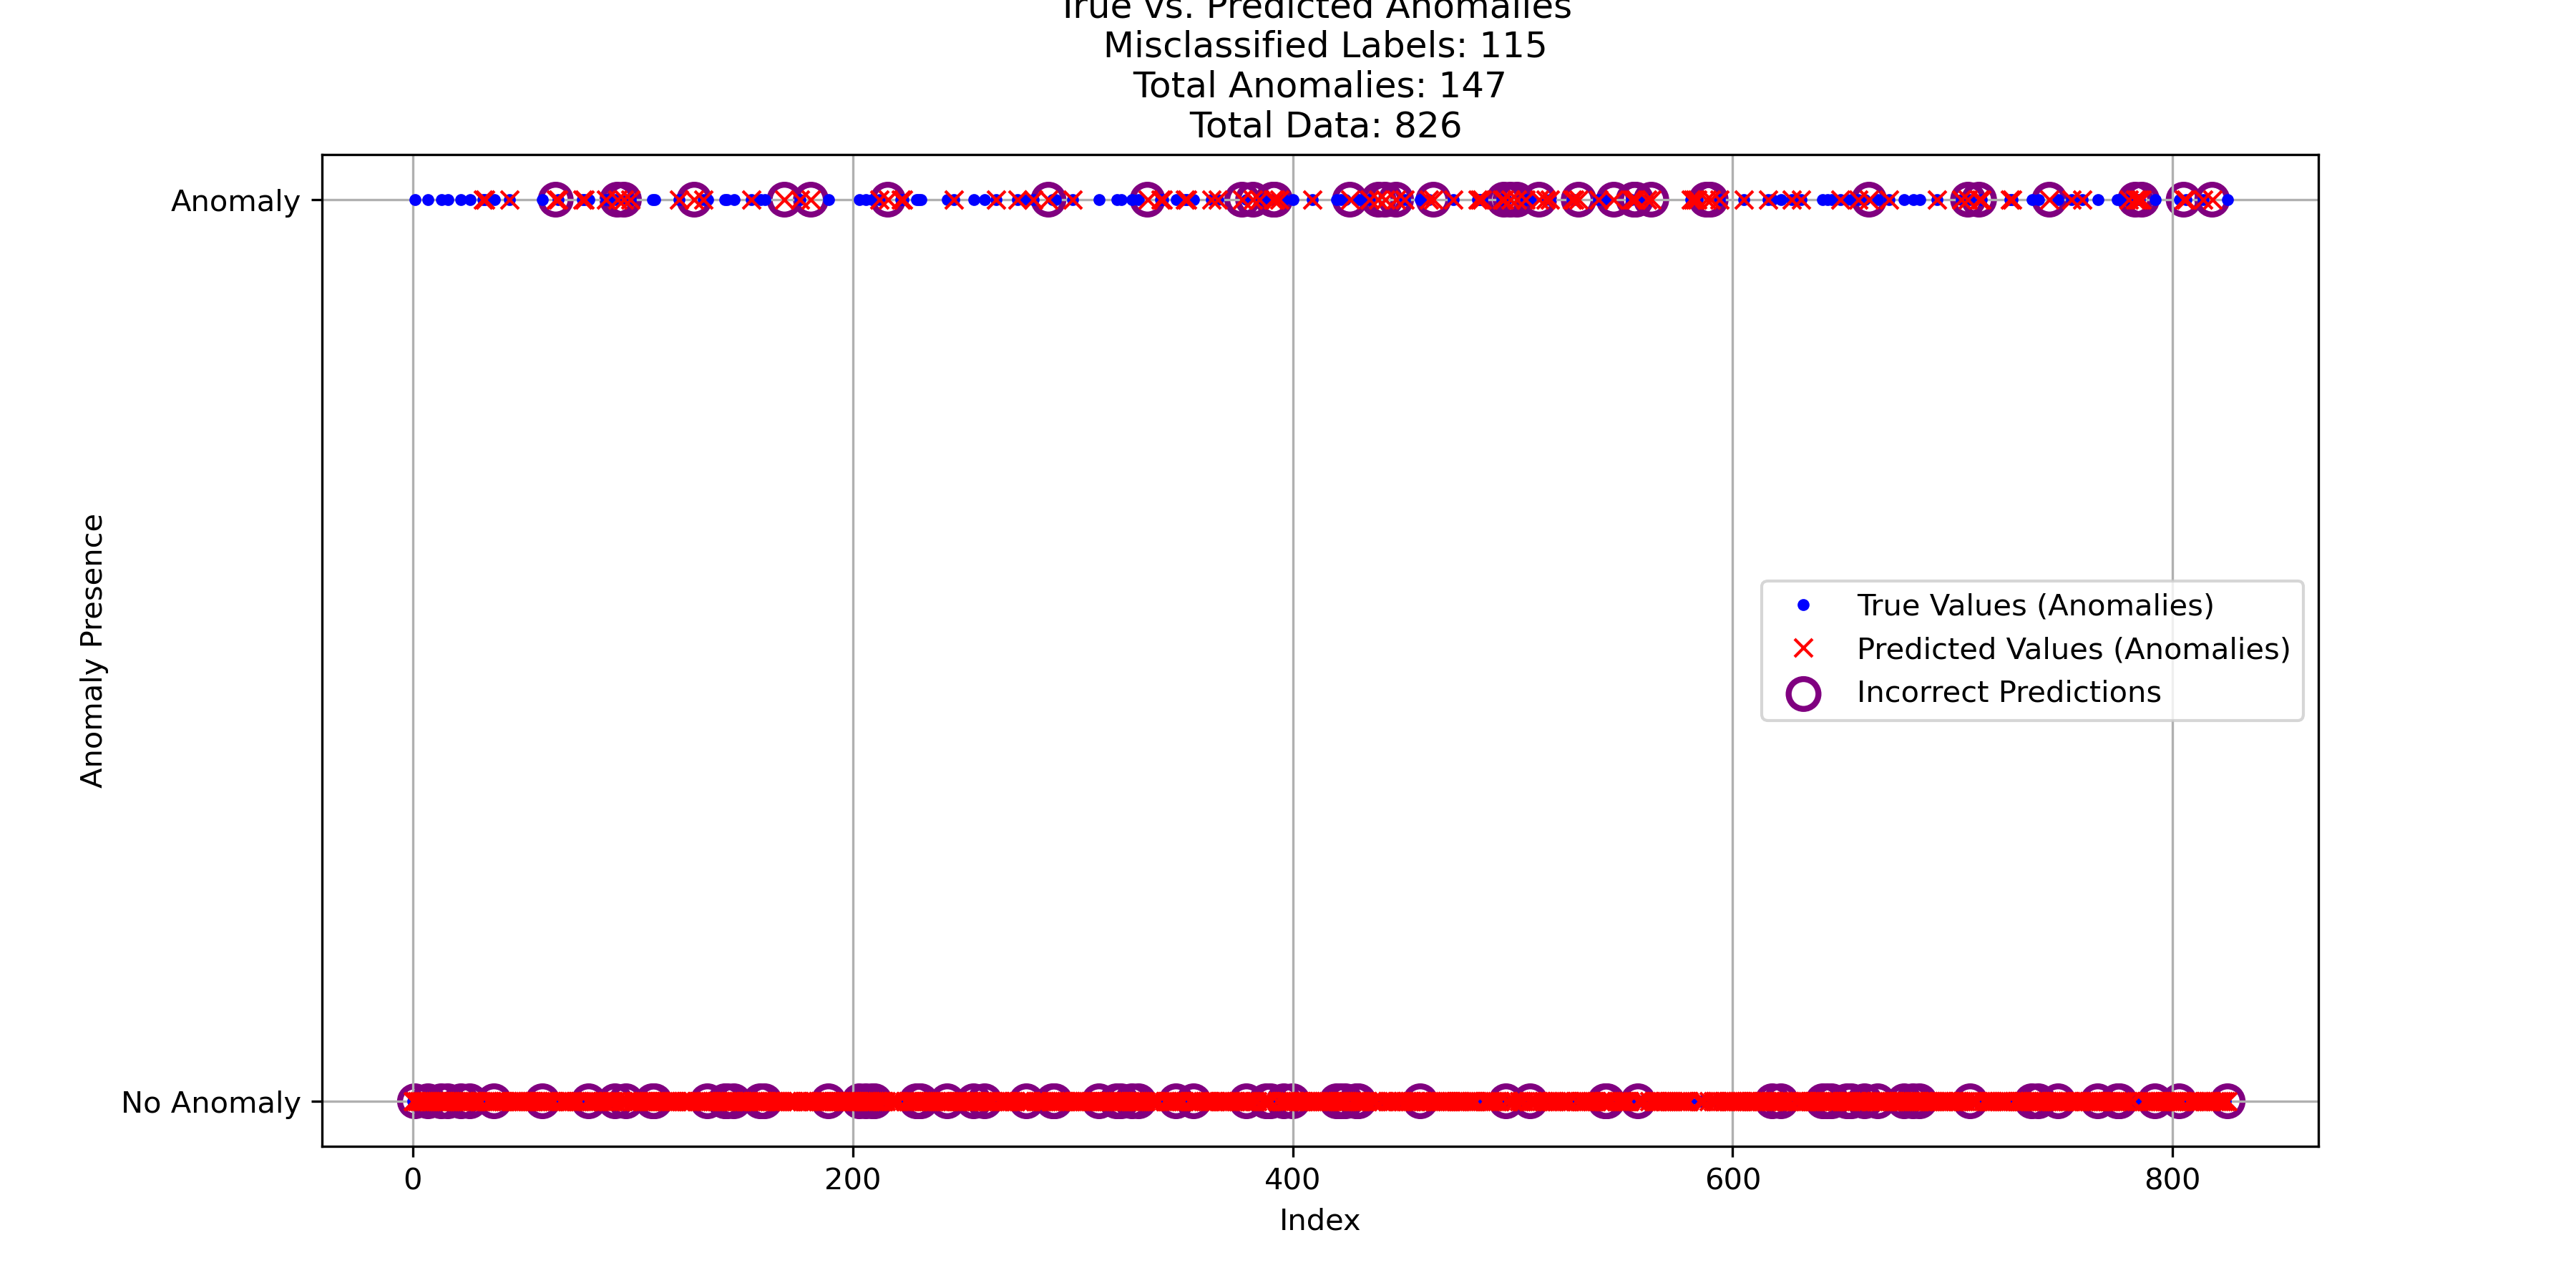 True vs. Predicted Anomalies
Misclassified Labels: 115
Total Anomalies: 147
Total Data: 826
Anomaly
Anomaly Presence
True Values (Anomalies)
Predicted Values (Anomalies)
Incorrect Predictions
No Anomaly
0 200 400 600 800
Index